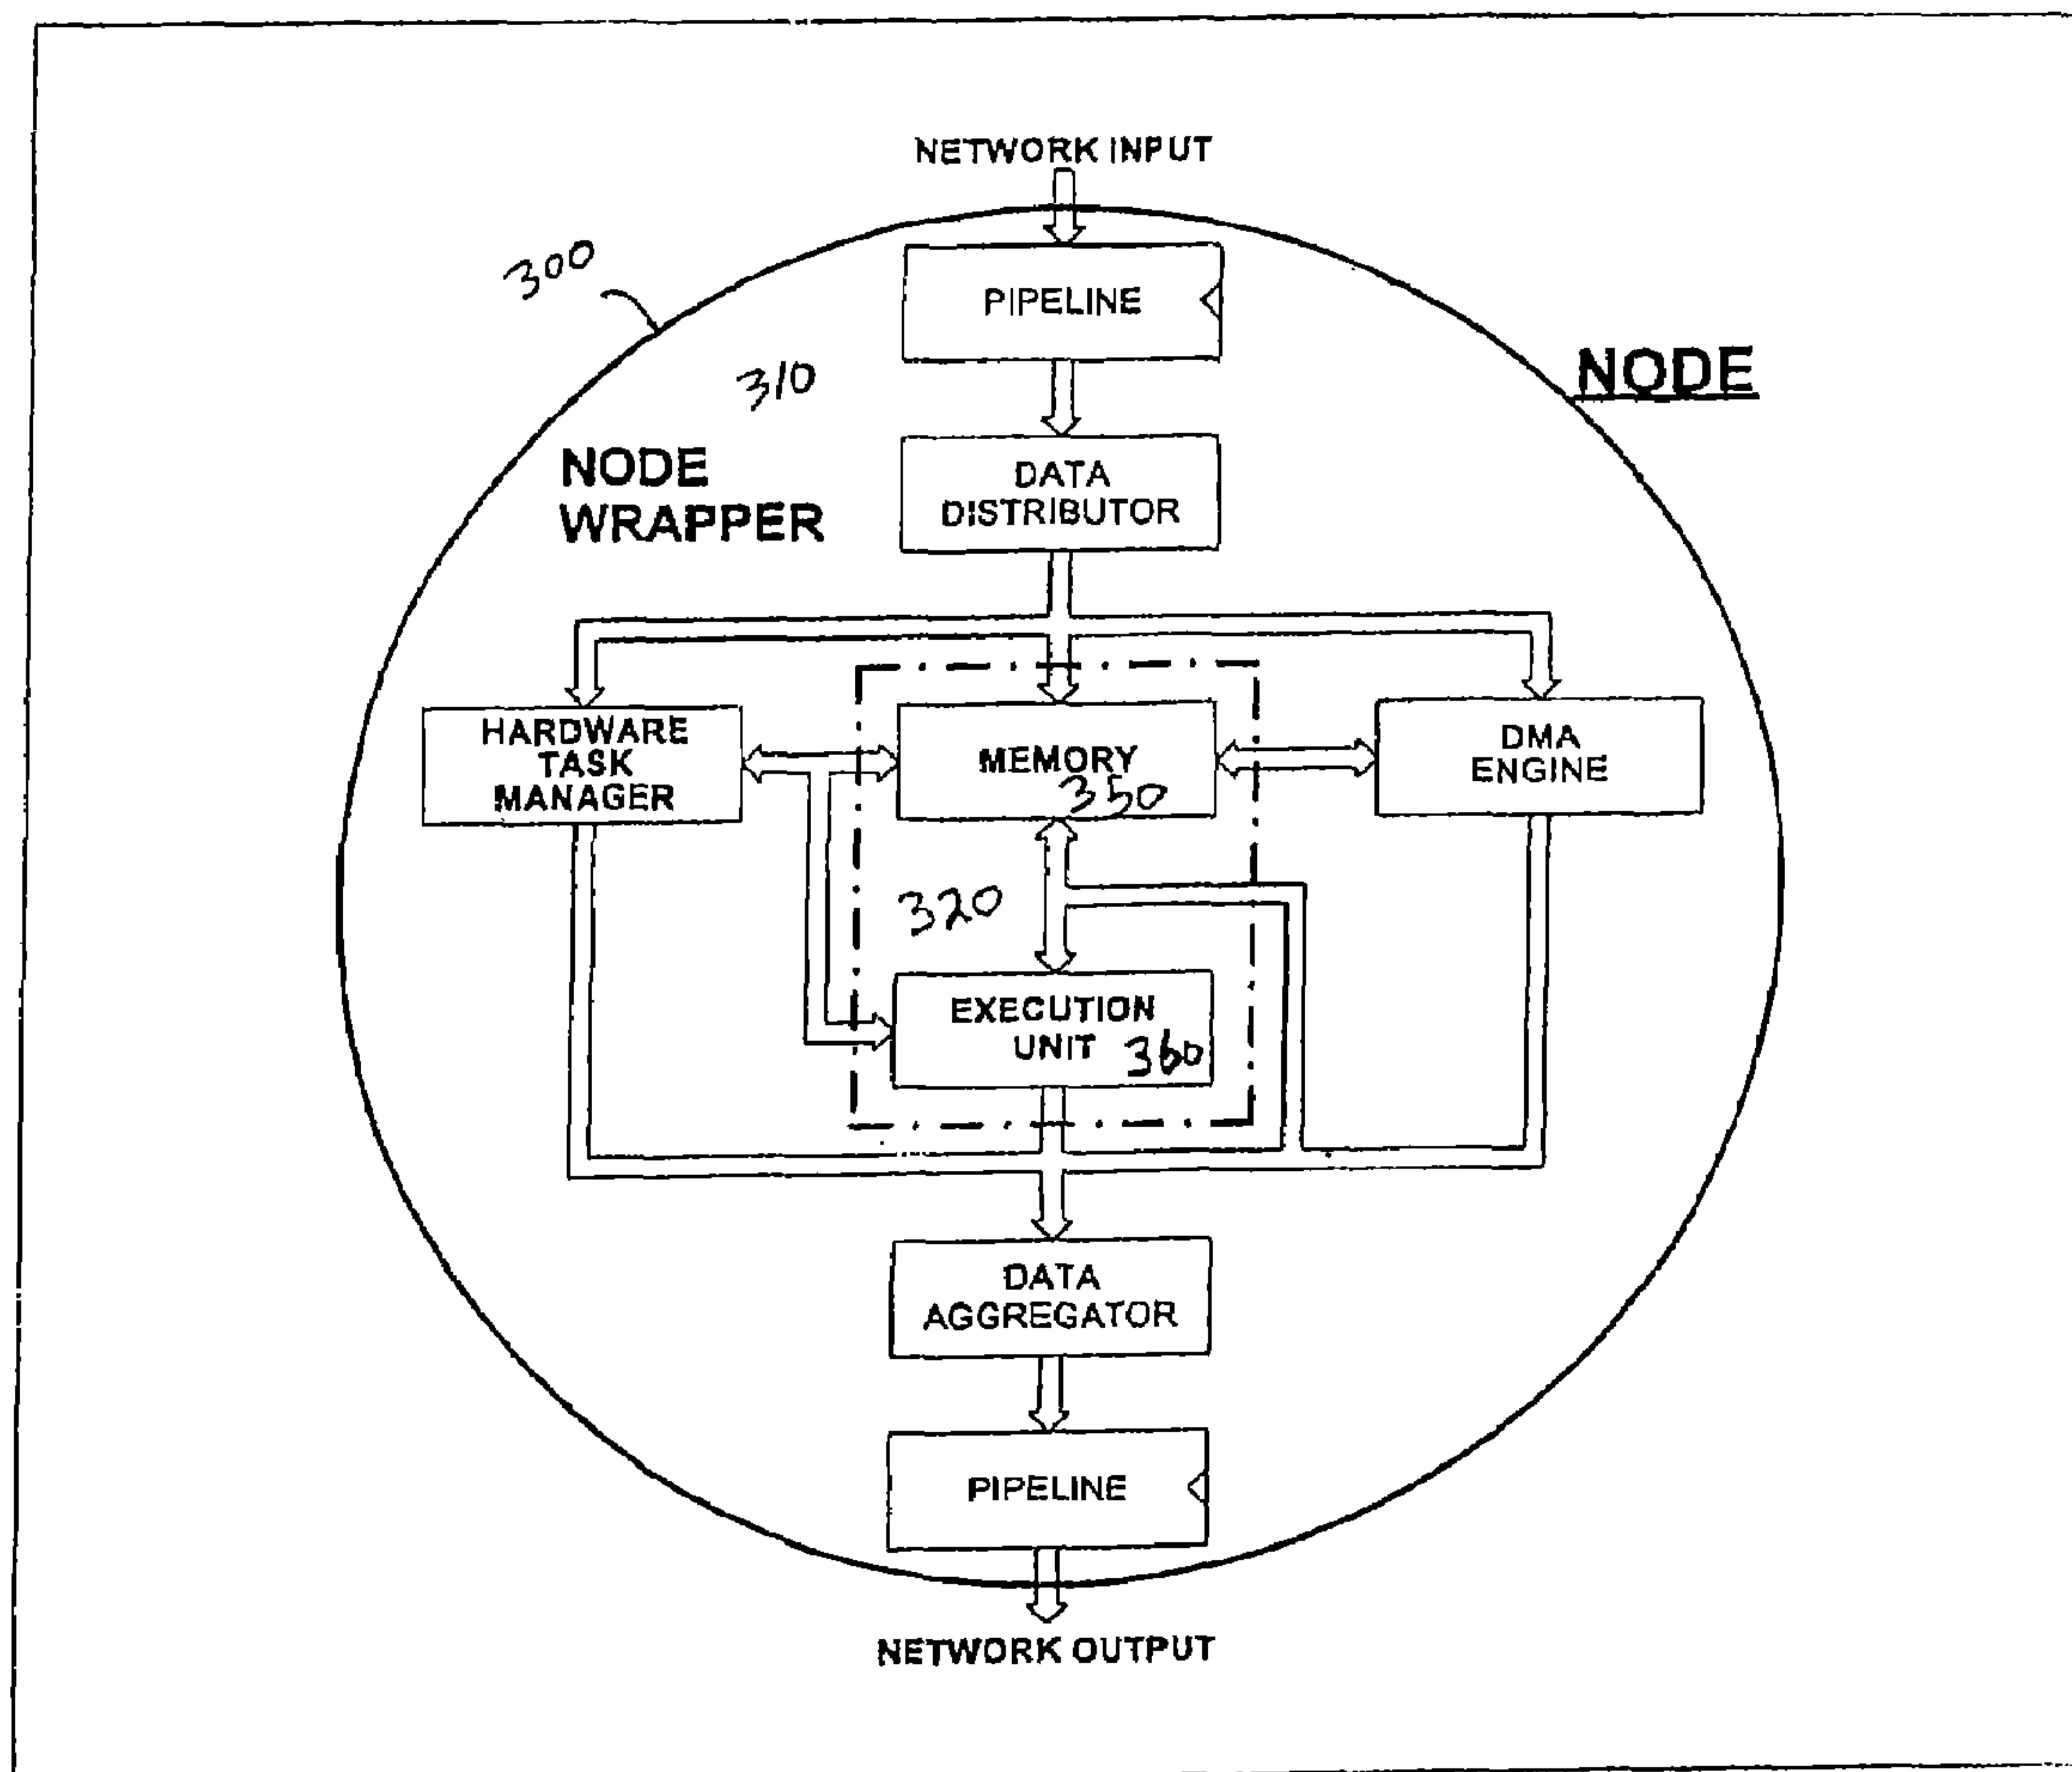 NETWORK INPUT
300
PIPELINE
310
NODE
NODE
WRAPPER
DATA
DISTRIBUTOR
HARDWARE
TASK
MANAGER
MEMORY
350
DMA
ENGINE
320
EXECUTION
UNIT 360
DATA
AGGREGATOR
PIPELINE
NETWORK OUTPUT